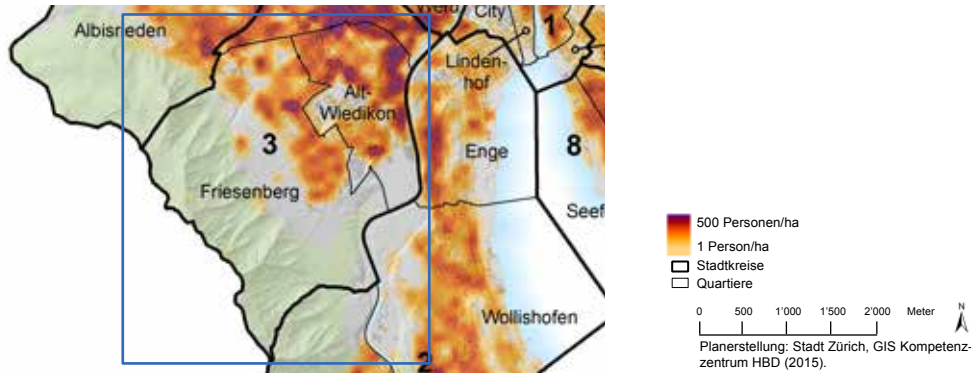 Werd
City
1
Albisrieden
Linden-
hof
Alt-
Wiedikon
3
Enge
8
Friesenberg
Seef
Wollishofen
2
500 Personen/ha
1 Person/ha
Stadtkreise
Quartiere
0 500 1'000 1'500 2'000 Meter N
Planerstellung: Stadt Zürich, GIS Kompetenz-
zentrum HBD (2015).